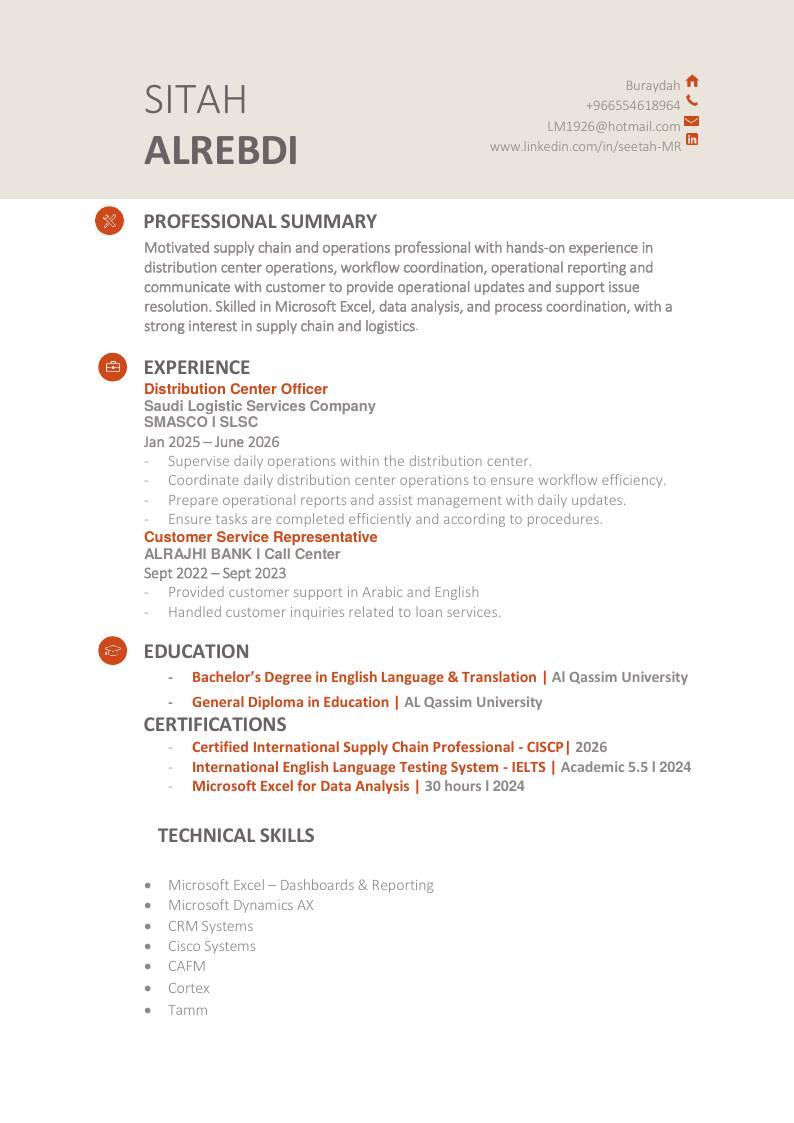 SITAH
ALREBDI
Buraydah
+966554618964
LM1926@hotmail.com
www.linkedin.com/in/seetah-MR
PROFESSIONAL SUMMARY
Motivated supply chain and operations professional with hands-on experience in
distribution center operations, workflow coordination, operational reporting and
communicate with customer to provide operational updates and support issue
resolution. Skilled in Microsoft Excel, data analysis, and process coordination, with a
strong interest in supply chain and logistics.
EXPERIENCE
Distribution Center Officer
Saudi Logistic Services Company
SMASCO l SLSC
Jan 2025 – June 2026
- Supervise daily operations within the distribution center.
- Coordinate daily distribution center operations to ensure workflow efficiency.
- Prepare operational reports and assist management with daily updates.
- Ensure tasks are completed efficiently and according to procedures.
Customer Service Representative
ALRAJHI BANK l Call Center
Sept 2022 – Sept 2023
- Provided customer support in Arabic and English
- Handled customer inquiries related to loan services.
EDUCATION
- Bachelor’s Degree in English Language & Translation | Al Qassim University
- General Diploma in Education | AL Qassim University
CERTIFICATIONS
- Certified International Supply Chain Professional - CISCP| 2026
- International English Language Testing System - IELTS | Academic 5.5 l 2024
- Microsoft Excel for Data Analysis | 30 hours l 2024
TECHNICAL SKILLS
• Microsoft Excel – Dashboards & Reporting
• Microsoft Dynamics AX
• CRM Systems
• Cisco Systems
• CAFM
• Cortex
• Tamm